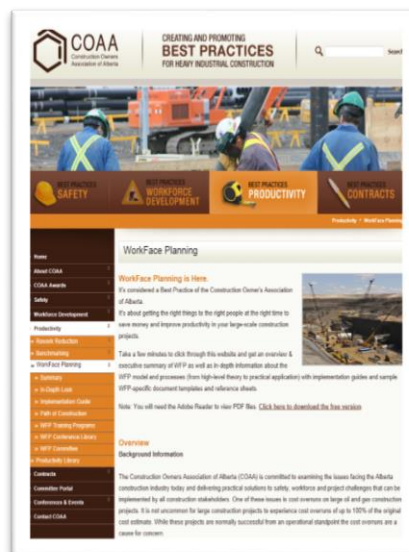 COAA
Construction Owners
Association of Alberta
CREATING AND PROMOTING
BEST PRACTICES
FOR HEAVY INDUSTRIAL CONSTRUCTION
Search
BEST PRACTICES
SAFETY
BEST PRACTICES
WORKFORCE
DEVELOPMENT
BEST PRACTICES
PRODUCTIVITY
BEST PRACTICES
CONTRACTS
Productivity > WorkFace Planning
Home
About COAA
COAA Awards
Safety
Workforce Development
Productivity
Rework Reduction
Benchmarking
WorkFace Planning
Summary
In-Depth Look
Implementation Guide
Path of Construction
WFP Training Programs
WFP Conference Library
WFP Committee
Productivity Library
Contracts
Committee Portal
Conferences & Events
Contact COAA
WorkFace Planning
WorkFace Planning is Here.
It's considered a Best Practice of the Construction Owner's Association
of Alberta.
It's about getting the right things to the right people at the right time to
save money and improve productivity in your large-scale construction
projects.
Take a few minutes to click through this website and get an overview &
executive summary of WFP as well as in-depth information about the
WFP model and processes (from high-level theory to practical application) with implementation guides and sample
WFP-specific document templates and reference sheets.
Note: You will need the Adobe Reader to view PDF files. Click here to download the free version
Overview
Background Information
The Construction Owners Association of Alberta (COAA) is committed to examining the issues facing the Alberta
construction industry today and delivering practical solutions to safety, workforce and project challenges that can be
implemented by all construction stakeholders. One of these issues is cost overruns on large oil and gas construction
projects. It is not uncommon for large construction projects to experience cost overruns of up to 100% of the original
cost estimate. While these projects are normally successful from an operational standpoint the cost overruns are a
cause for concern.